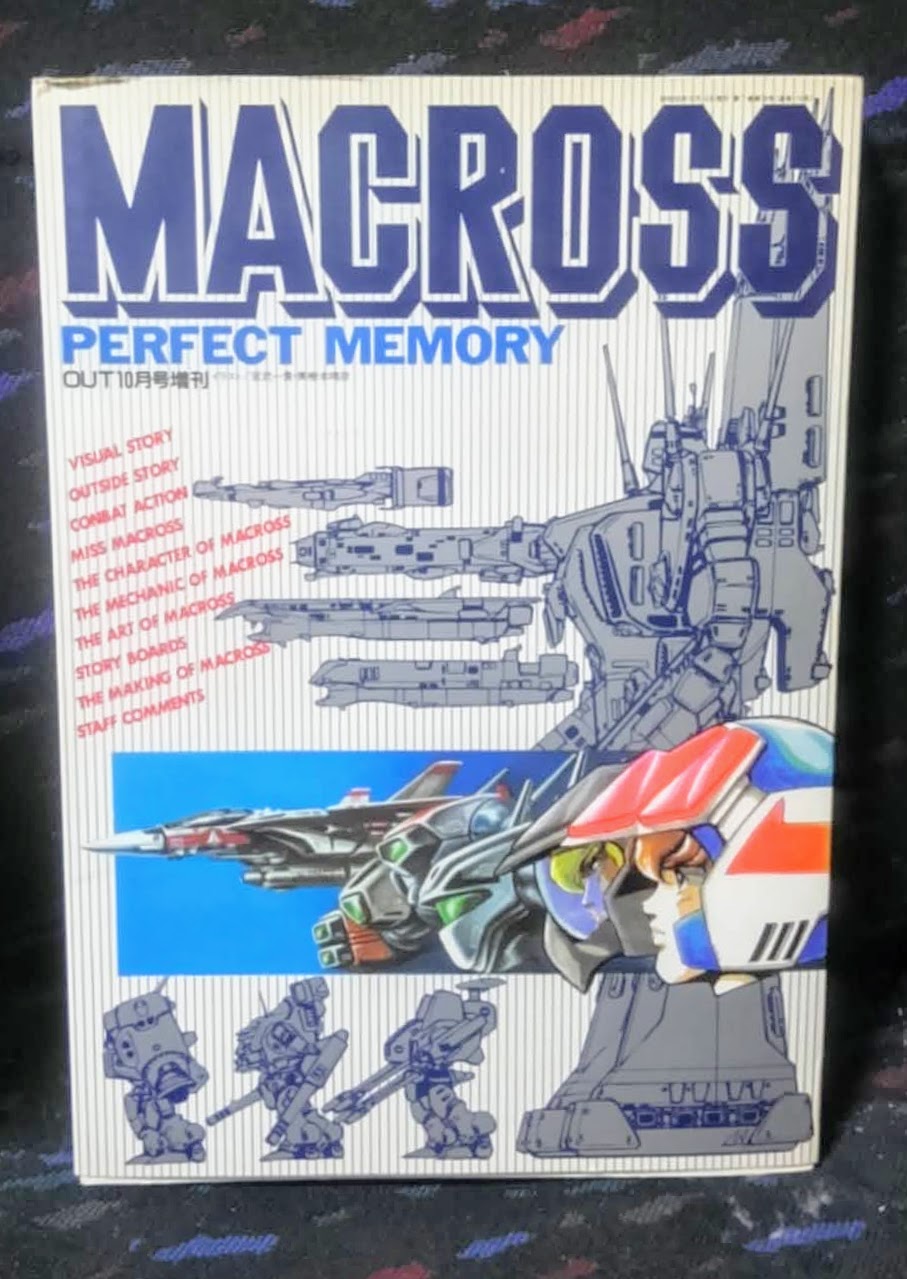 MACROSS
PERFECT MEMORY
OUT10月号増刊
VISUAL STORY
OUTSIDE STORY
CONBAT ACTION
MISS MACROSS
THE CHARACTER OF MACROSS
THE MECHANIC OF MACROSS
THE ART OF MACROSS
STORY BOARDS
THE MAKING OF MACROSS
STAFF COMMENTS